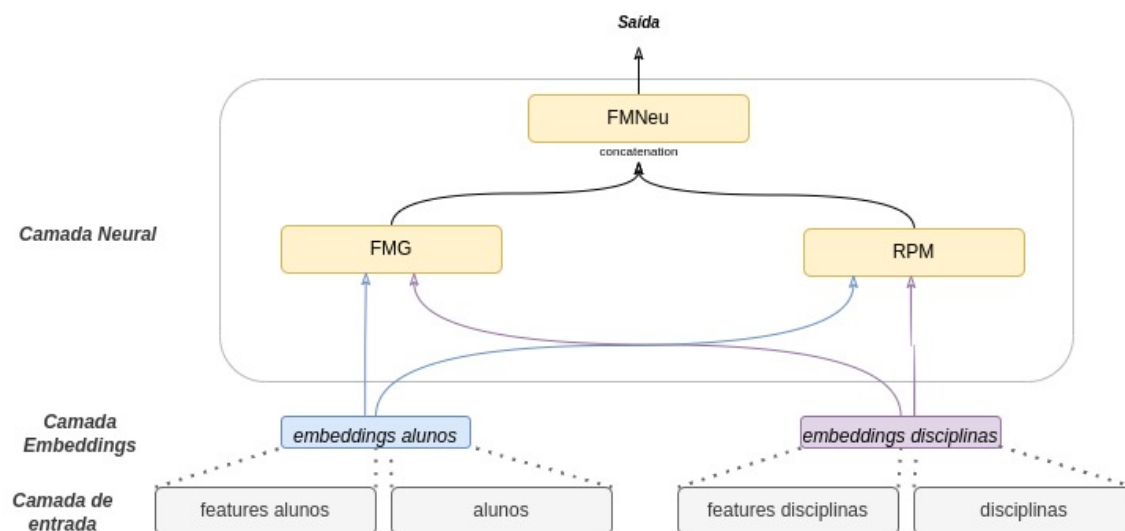 Saída
FMNeu
concatenation
Camada Neural
FMG
RPM
Camada
Embeddings
embeddings alunos
embeddings disciplinas
Camada de
entrada
features alunos
alunos
features disciplinas
disciplinas